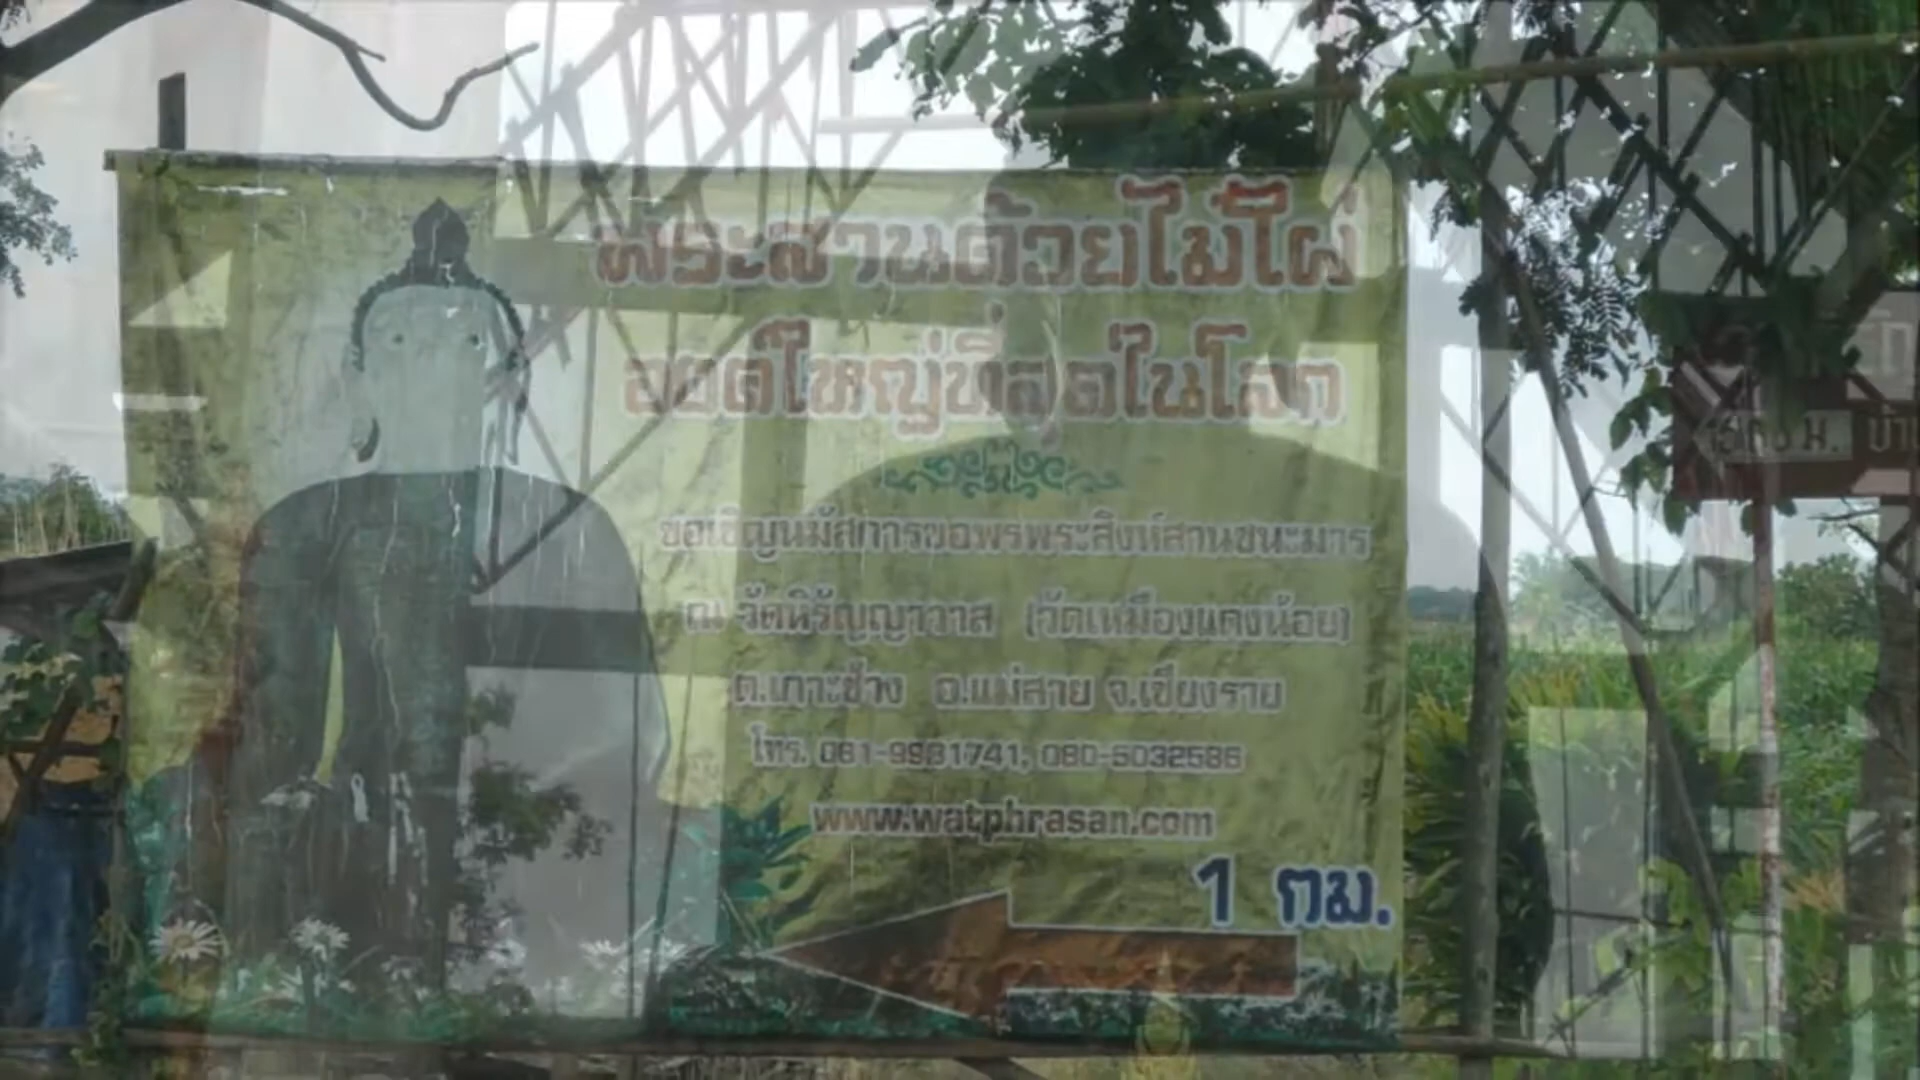 พระสานด้วยไม้ไผ่
องค์ใหญ่ที่สุดในโลก
ขอเชิญนมัสการขอพรพระสิงห์สานชนะมาร
ณ วัดหิรัญญาวาส (วัดเหมืองแดงน้อย)
ต.เกาะช้าง อ.แม่สาย จ.เชียงราย
โทร. 081-9981741, 080-5032586
www.watphrasan.com
1 กม.